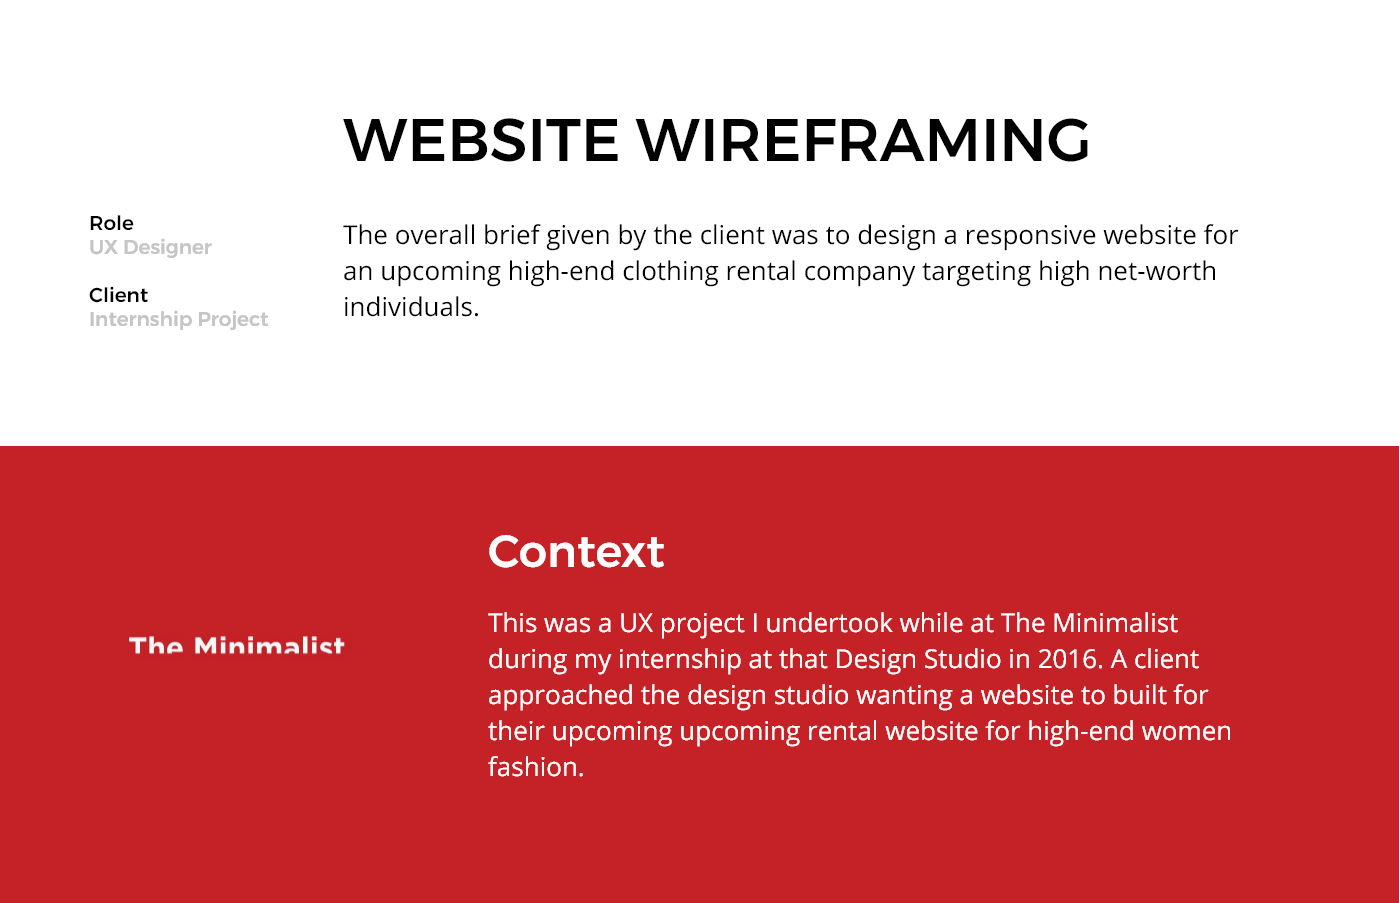 WEBSITE WIREFRAMING
Role
UX Designer
Client
Internship Project
The overall brief given by the client was to design a responsive website for
an upcoming high-end clothing rental company targeting high net-worth
individuals.
The Minimalist
Context
This was a UX project I undertook while at The Minimalist
during my internship at that Design Studio in 2016. A client
approached the design studio wanting a website to built for
their upcoming upcoming rental website for high-end women
fashion.